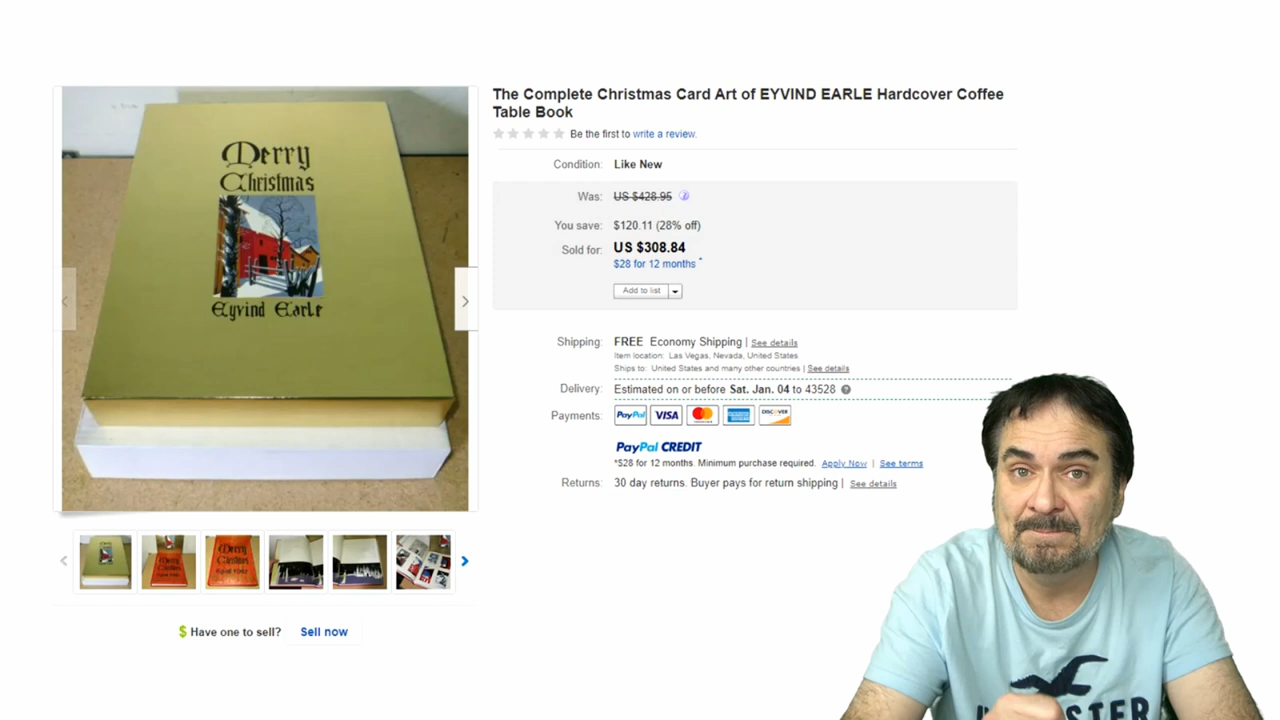 Merry
Christmas
Eyvind Earle
The Complete Christmas Card Art of EYVIND EARLE Hardcover Coffee
Table Book
Be the first to write a review.
Condition: Like New
Was: US $428.95
You save: $120.11 (28% off)
Sold for: US $308.84
$28 for 12 months *
Add to list
Shipping: FREE Economy Shipping | See details
Item location: Las Vegas, Nevada, United States
Ships to: United States and many other countries | See details
Delivery: Estimated on or before Sat. Jan. 04 to 43528
Payments: PayPal VISA MasterCard AMERICAN EXPRESS DISCOVER
PayPal CREDIT
*$28 for 12 months. Minimum purchase required. Apply Now | See terms
Returns: 30 day returns. Buyer pays for return shipping | See details
Merry
Christmas
$ Have one to sell? Sell now